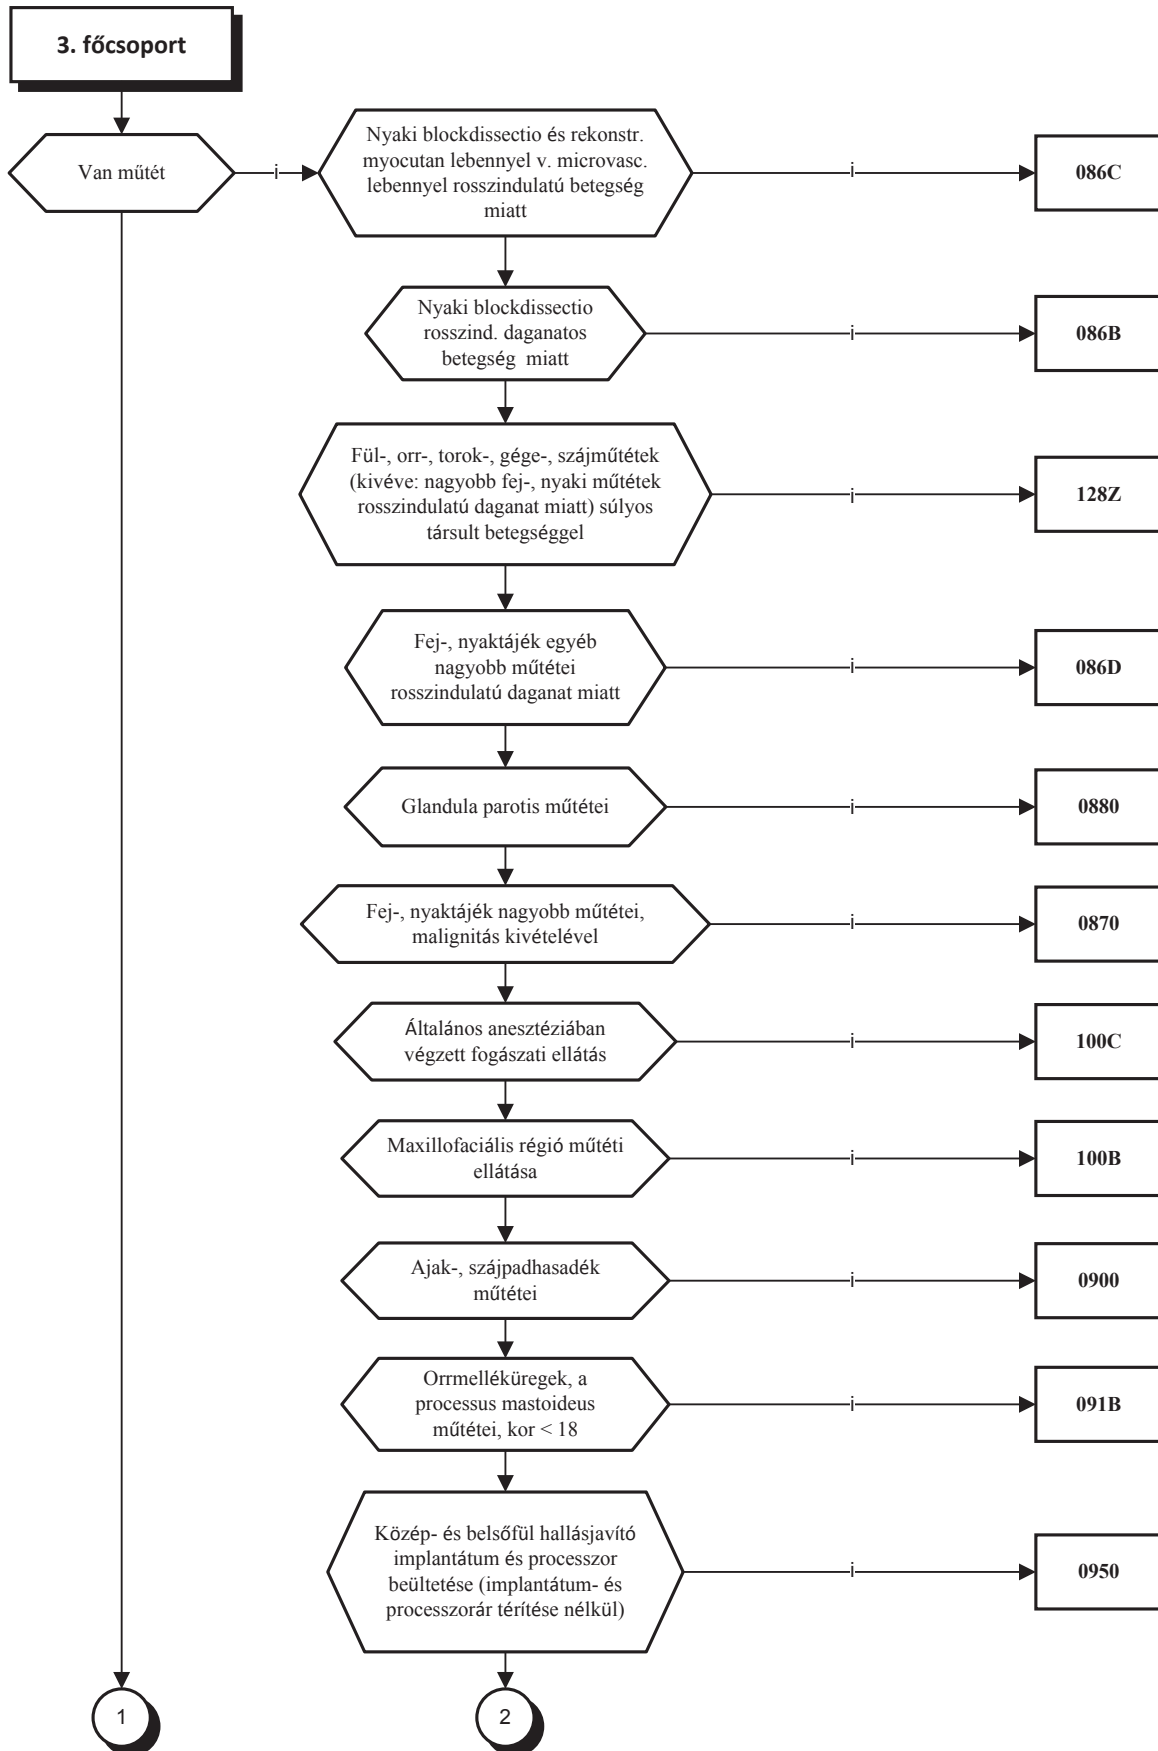 3. főcsoport
Van műtét
i
Nyaki blockdissectio és rekonstr.
myocutan lebennyel v. microvasc.
lebennyel rosszindulatú betegség
miatt
i
086C
Nyaki blockdissectio
rosszind. daganatos
betegség miatt
i
086B
Fül-, orr-, torok-, gége-, szájműtétek
(kivéve: nagyobb fej-, nyaki műtétek
rosszindulatú daganat miatt) súlyos
társult betegséggel
i
128Z
Fej-, nyaktájék egyéb
nagyobb műtétei
rosszindulatú daganat miatt
i
086D
Glandula parotis műtétei
i
0880
Fej-, nyaktájék nagyobb műtétei,
malignitás kivételével
i
0870
Általános anesztéziában
végzett fogászati ellátás
i
100C
Maxillofaciális régió műtéti
ellátása
i
100B
Ajak-, szájpadhasadék
műtétei
i
0900
Orrmelléküregek, a
processus mastoideus
műtétei, kor < 18
i
091B
Közép- és belsőfül hallásjavító
implantátum és processzor
beültetése (implantátum- és
processzorár térítése nélkül)
i
0950
1
2